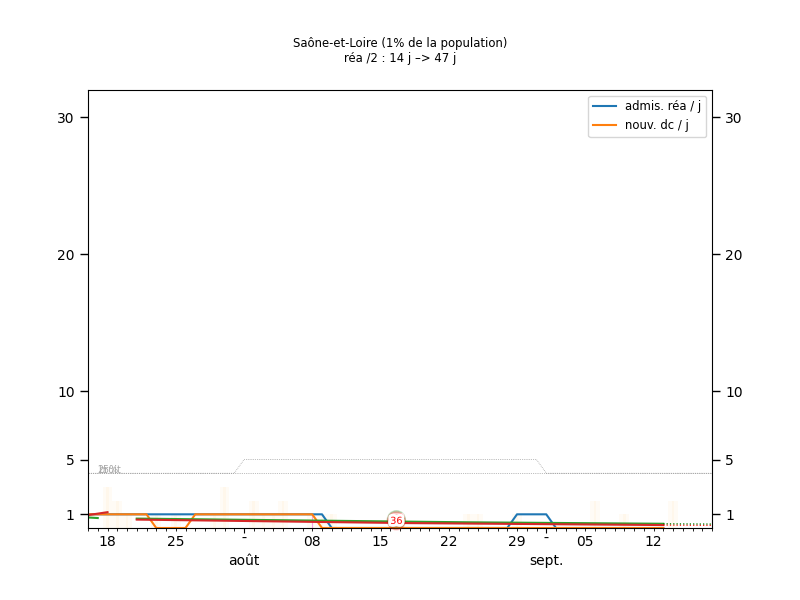 Saône-et-Loire (1% de la population)
réa /2 : 14 j –> 47 j
admis. réa / j
nouv. dc / j
30 30
20 20
10 10
5 5
1 1
36
18 25 - 08 15 22 29 - 05 12
août sept.